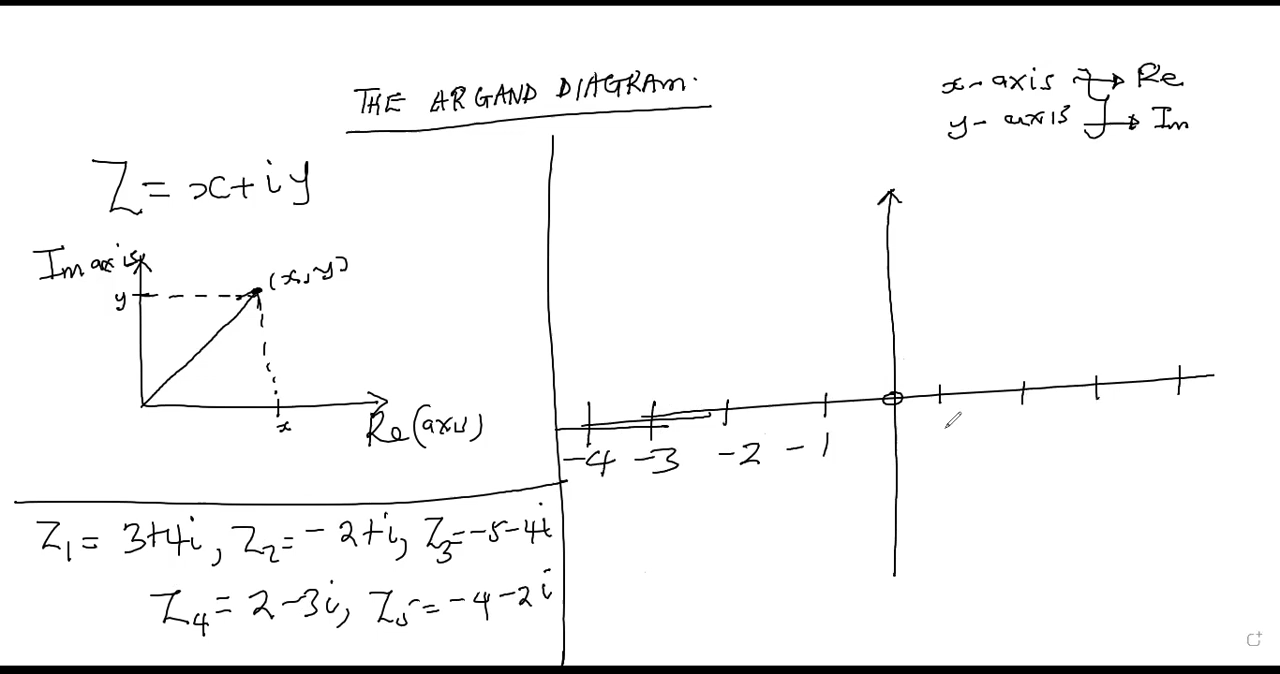 THE ARGAND DIAGRAM.
x - axis → Re
y - axis → Im
Z = x + iy
Im axis
(x, y)
y
x
Re (axis)
-4 -3 -2 -1
Z1 = 3+4i, Z2 = -2+i, Z3 = -5-4i
Z4 = 2-3i, Z5 = -4-2i